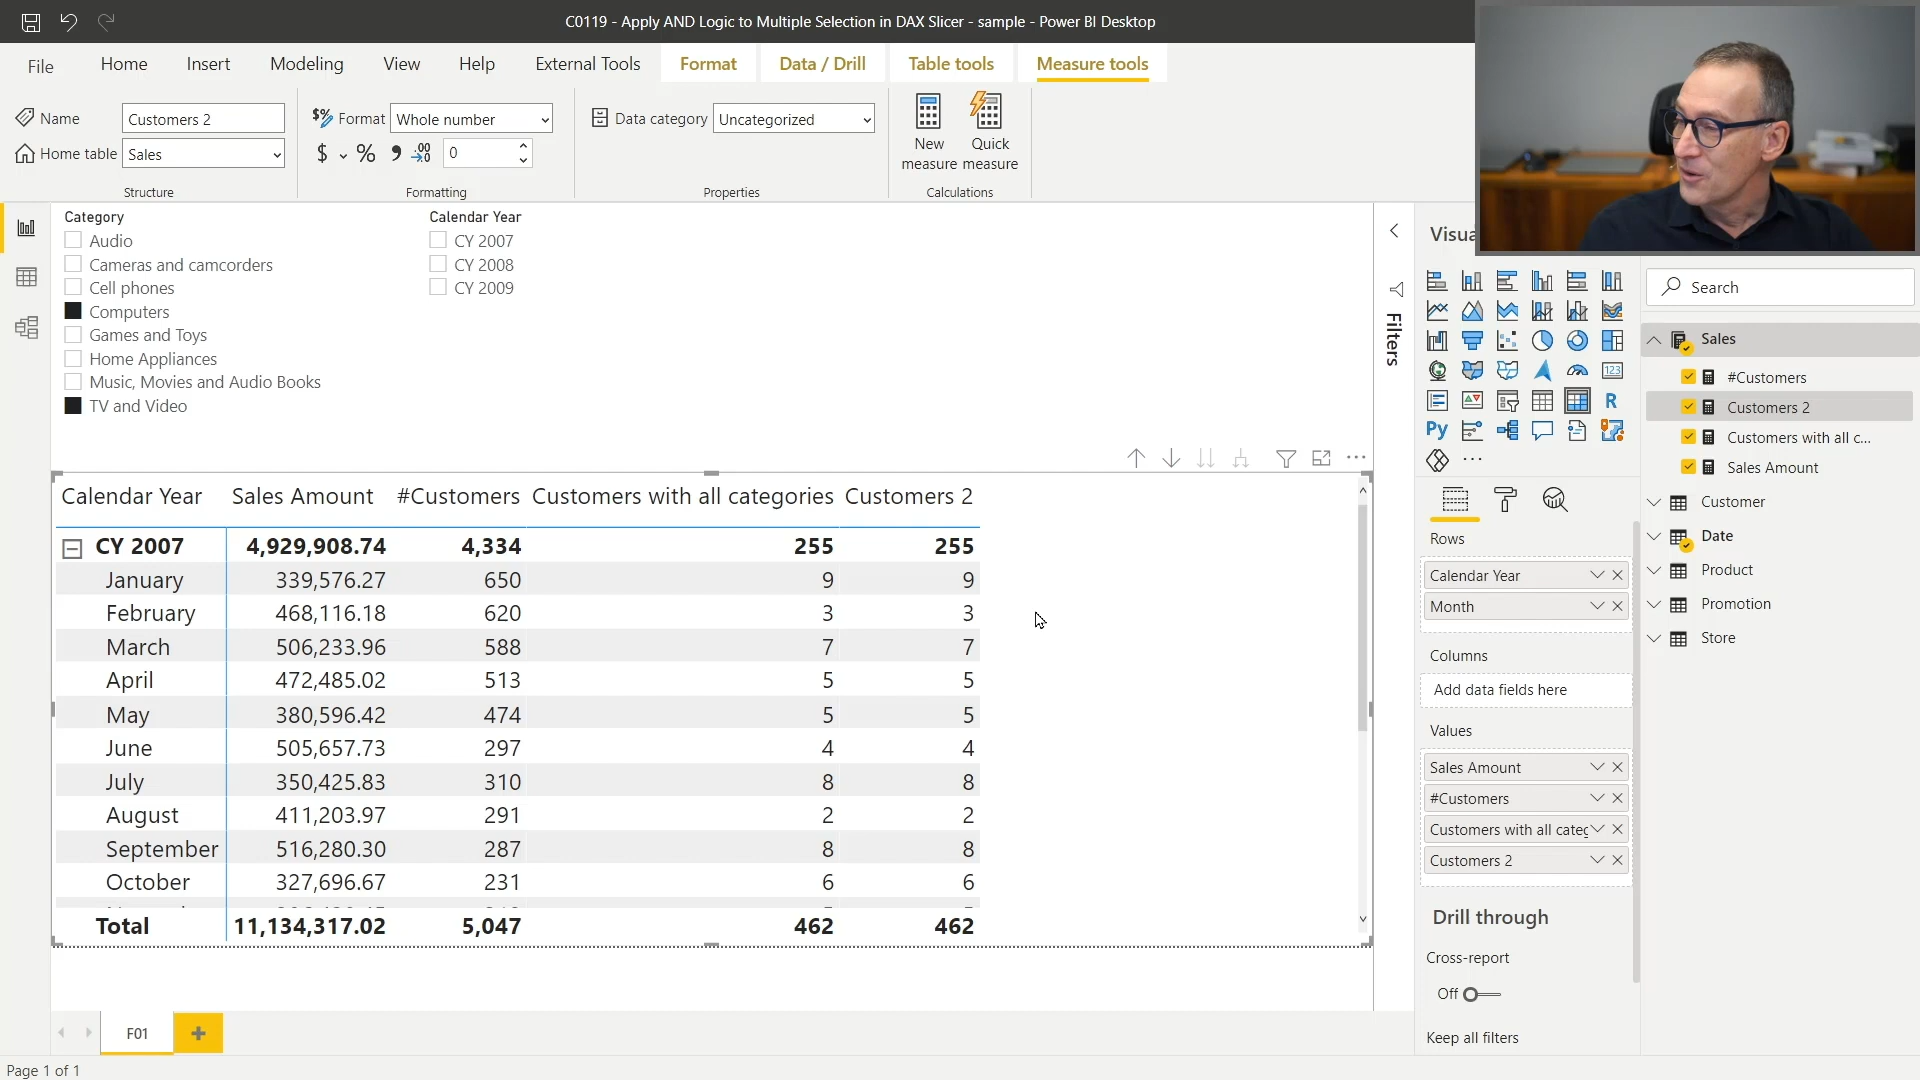 C0119 - Apply AND Logic to Multiple Selection in DAX Slicer - sample - Power BI Desktop
File Home Insert Modeling View Help External Tools Format Data / Drill Table tools Measure tools
Name Customers 2
Home table Sales
Structure
$% Format Whole number
$ % , .00 0
Formatting
Data category Uncategorized
Properties
New measure
Quick measure
Calculations
Category
Audio
Cameras and camcorders
Cell phones
Computers
Games and Toys
Home Appliances
Music, Movies and Audio Books
TV and Video
Calendar Year
CY 2007
CY 2008
CY 2009
Calendar Year Sales Amount #Customers Customers with all categories Customers 2
CY 2007 4,929,908.74 4,334 255 255
January 339,576.27 650 9 9
February 468,116.18 620 3 3
March 506,233.96 588 7 7
April 472,485.02 513 5 5
May 380,596.42 474 5 5
June 505,657.73 297 4 4
July 350,425.83 310 8 8
August 411,203.97 291 2 2
September 516,280.30 287 8 8
October 327,696.67 231 6 6
Total 11,134,317.02 5,047 462 462
Filters
Visua
123
R
Py
Rows
Calendar Year
Month
Columns
Add data fields here
Values
Sales Amount
#Customers
Customers with all categ
Customers 2
Drill through
Cross-report
Off
Keep all filters
Search
Sales
#Customers
Customers 2
Customers with all c...
Sales Amount
Customer
Date
Product
Promotion
Store
F01
Page 1 of 1